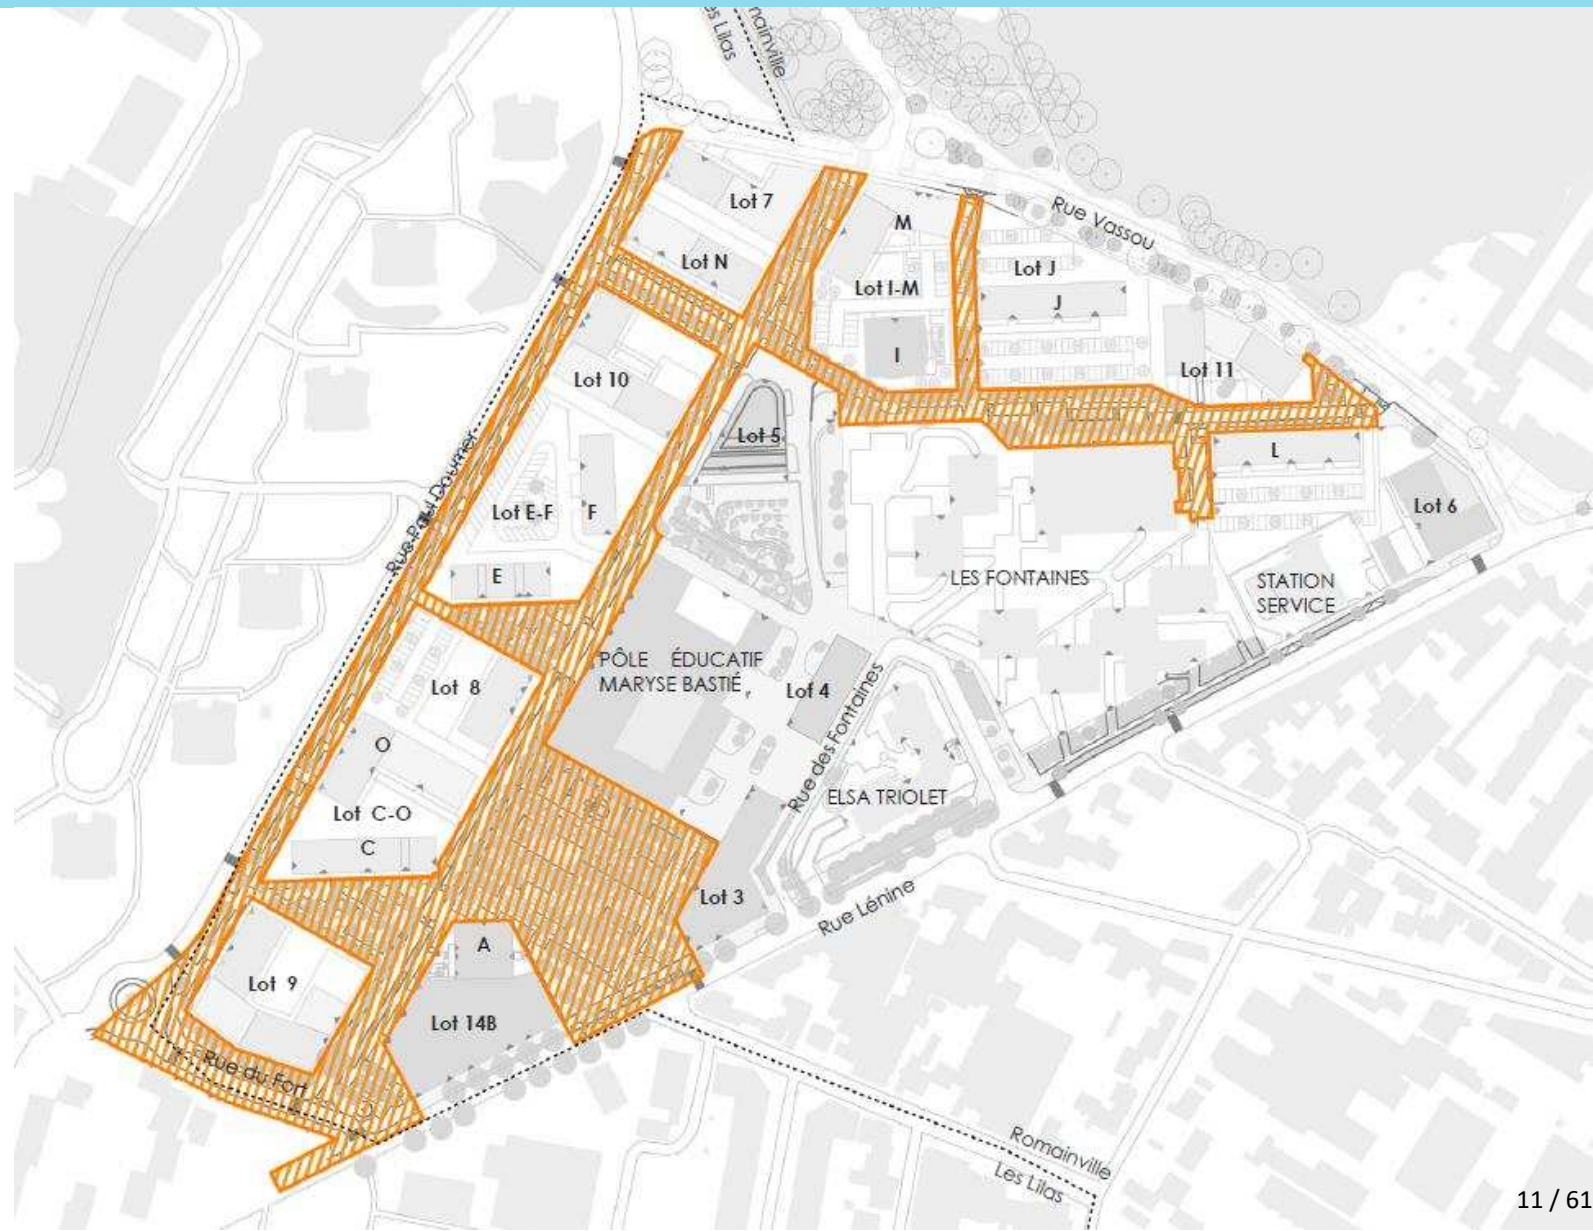 Les Lilas
Romainville
Rue Vassou
Lot 7
M
Lot N
Lot J
Lot I-M
J
I
Lot 11
Lot 10
Lot 5
L
Rue Paul Doumer
Lot E-F
F
Lot 6
E
LES FONTAINES
STATION
SERVICE
PÔLE ÉDUCATIF
MARYSE BASTIÉ
Lot 8
Lot 4
Rue des Fontaines
O
ELSA TRIOLET
Lot C-O
C
Lot 3
Rue Lénine
A
Lot 9
Lot 14B
Rue du Fort
Romainville
Les Lilas
11 / 61